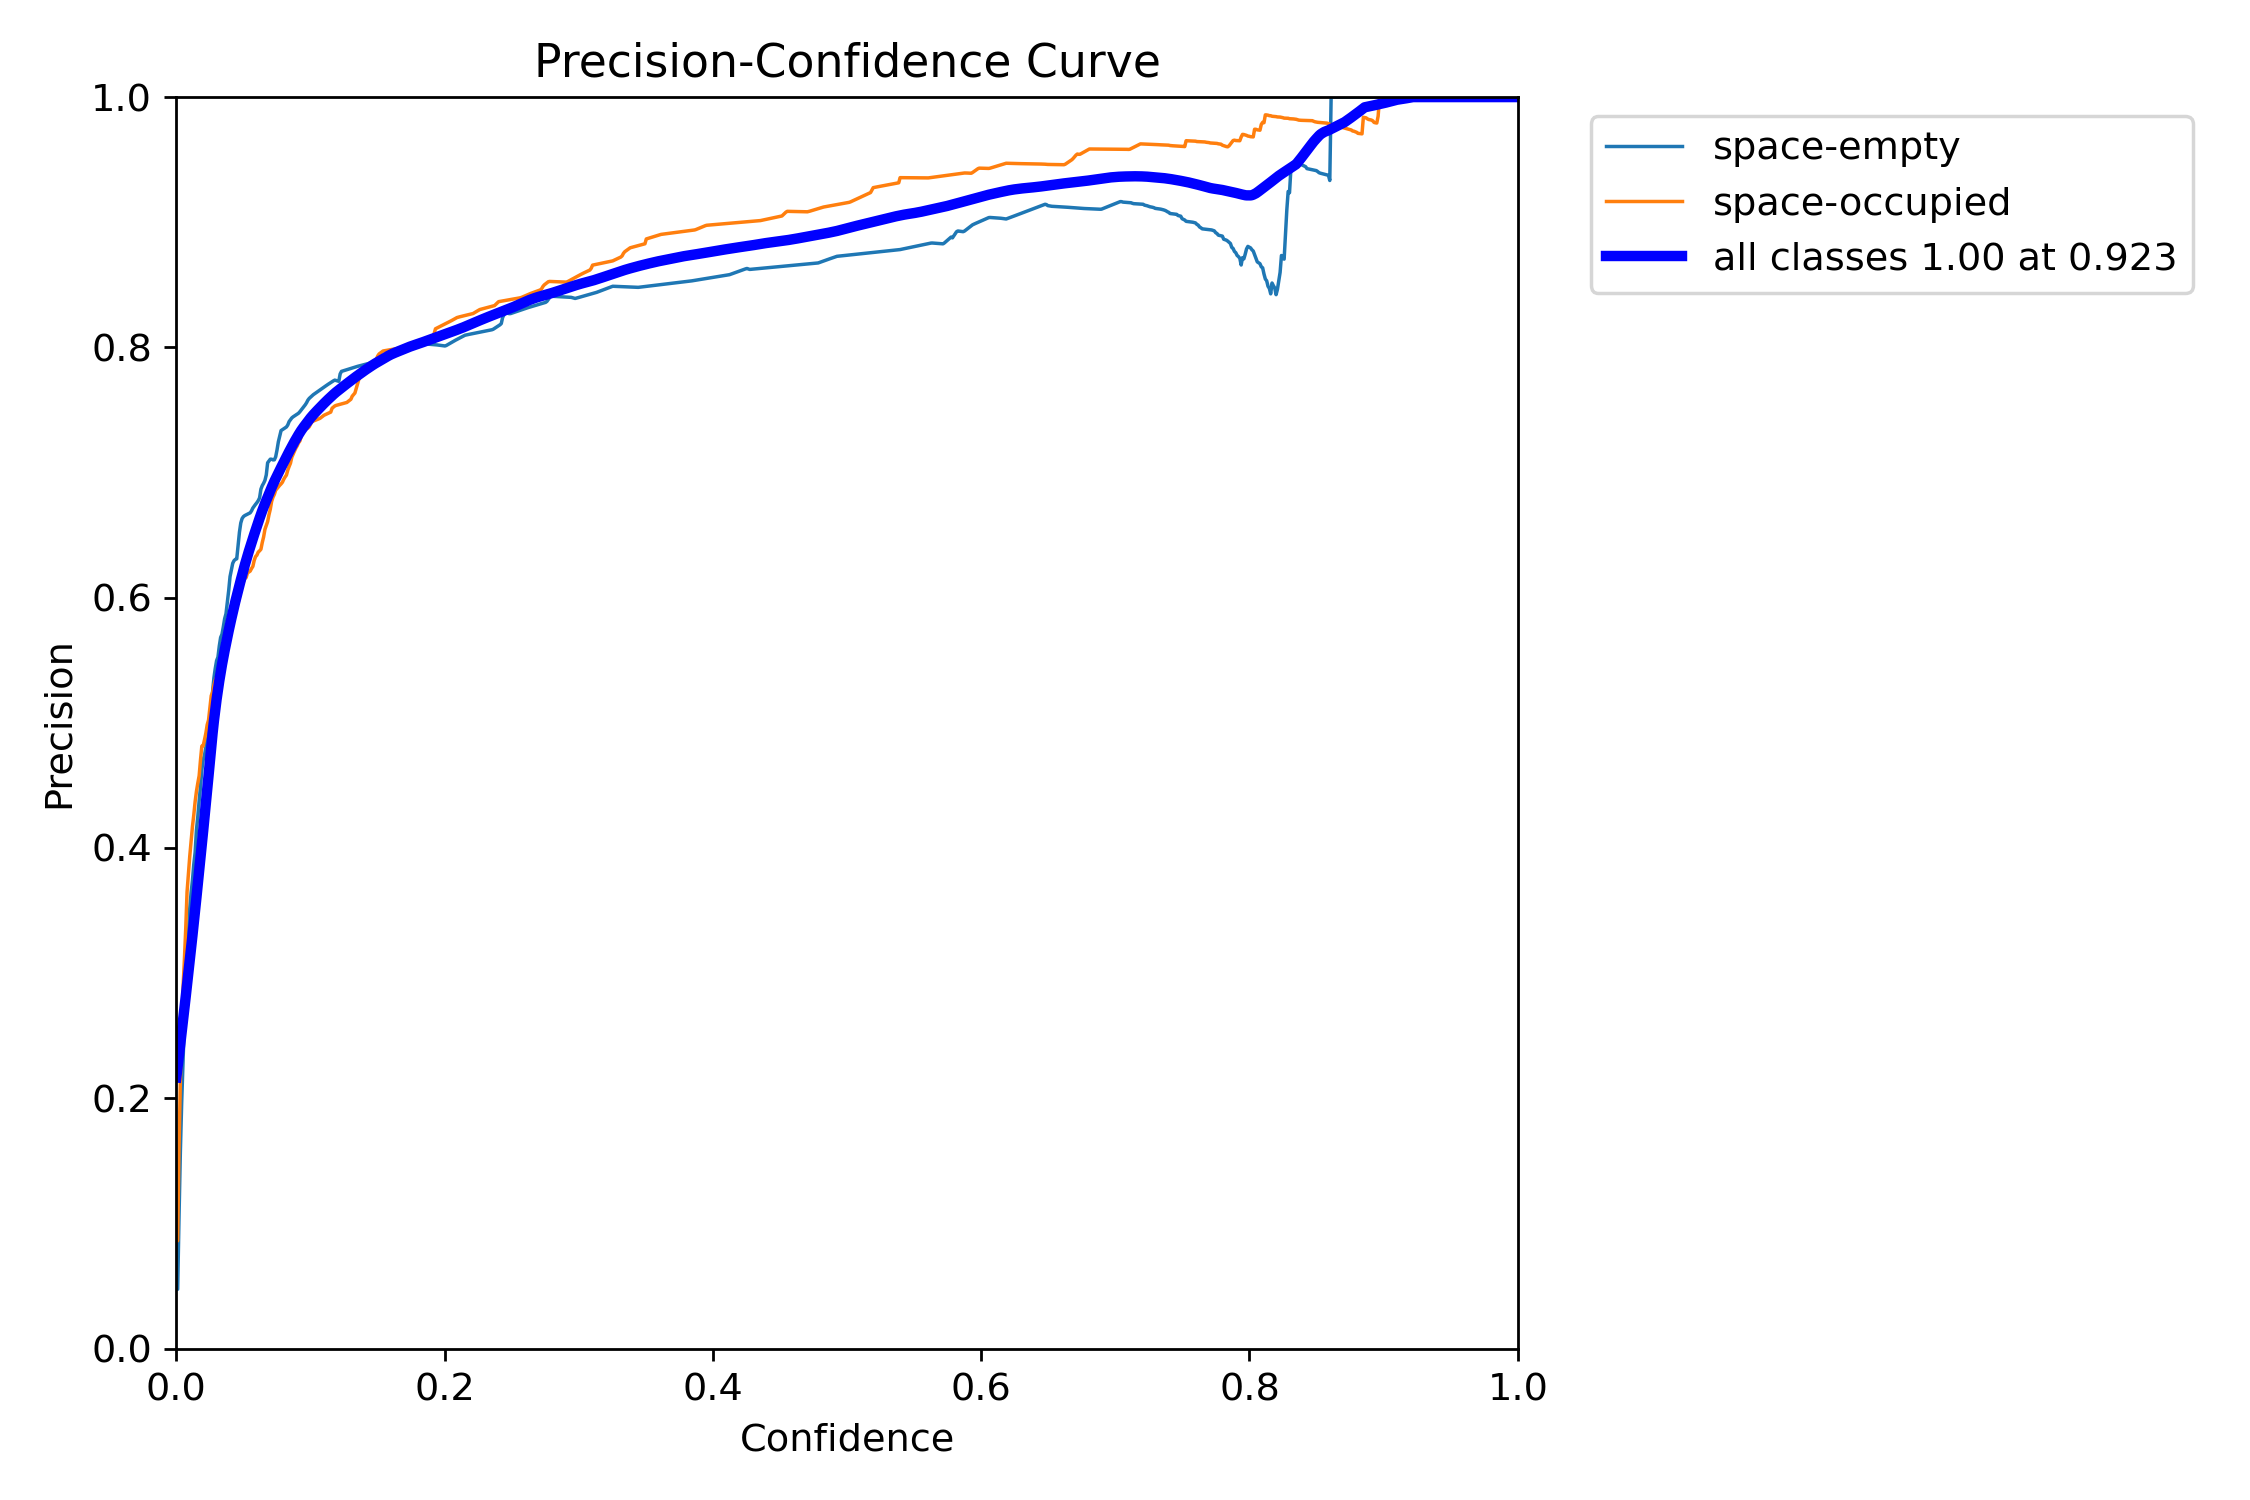 Precision-Confidence Curve
1.0
0.8
0.6
0.4
0.2
0.0
Precision
0.0 0.2 0.4 0.6 0.8 1.0
Confidence
space-empty
space-occupied
all classes 1.00 at 0.923